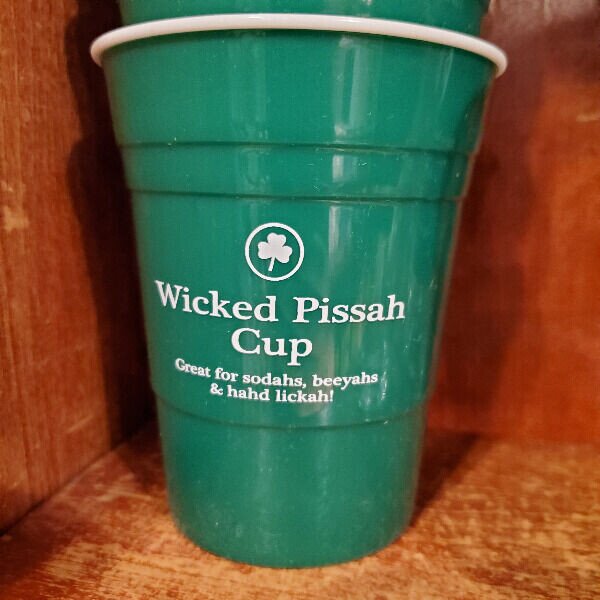 Wicked Pissah
Cup
Great for sodahs, beeyahs
& hahd lickah!